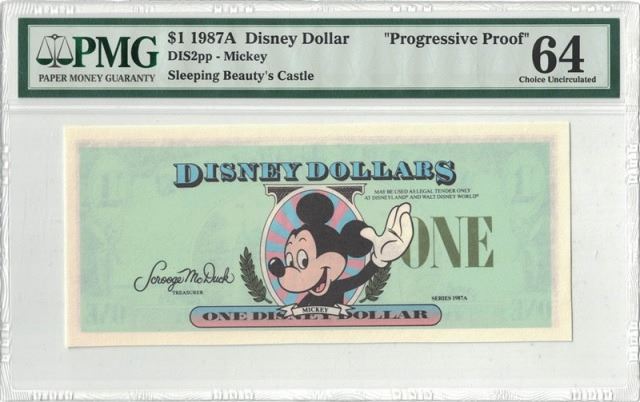 PMG
PAPER MONEY GUARANTY
$1 1987A Disney Dollar "Progressive Proof"
DIS2pp - Mickey
Sleeping Beauty's Castle
64
Choice Uncirculated
DISNEY DOLLARS
MAY BE USED AS LEGAL TENDER ONLY
AT DISNEYLAND® AND WALT DISNEY WORLD®
ONE
Scrooge McDuck
TREASURER
SERIES 1987A
MICKEY
ONE DISNEY DOLLAR